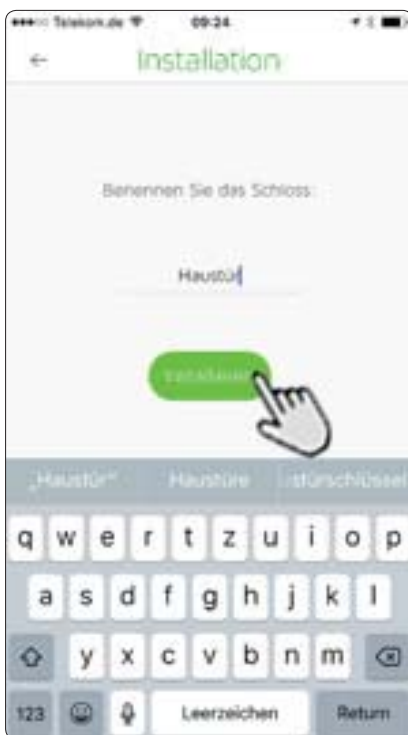 Telekom.de 09:24
Installation
Benennen Sie das Schloss:
Haustür
„Haustür“ Haustüre
q w e r t z u i o p
a s d f g h j k l
y x c v b n m
123 Leerzeichen Return